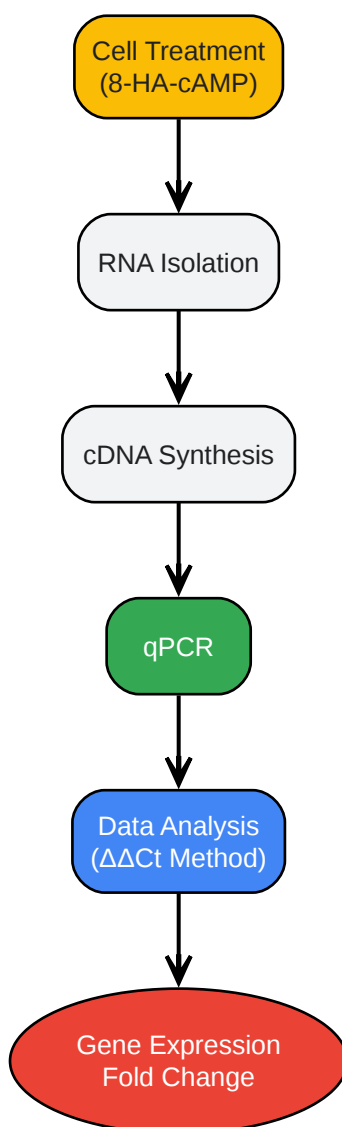 Cell Treatment
(8-HA-cAMP)
RNA Isolation
cDNA Synthesis
qPCR
Data Analysis
(ΔΔCt Method)
Gene Expression
Fold Change